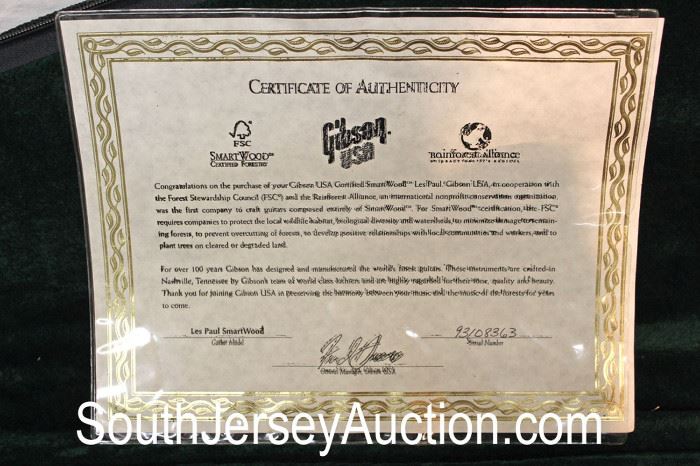 CERTIFICATE OF AUTHENTICITY
FSC
SMARTWOOD
CERTIFIED FORESTRY
Gibson
USA
Rainforest Alliance
Congratulations on the purchase of your Gibson USA Certified SmartWood™ Les Paul. Gibson USA, in cooperation with
the Forest Stewardship Council (FSC) and the Rainforest Alliance, an international nonprofit conservation organization,
was the first company to craft guitars composed entirely of SmartWood™. For SmartWood™ certification, the FSC
requires companies to protect the local wildlife habitat, biological diversity and watersheds, to minimize damage to remain-
ing forests, to prevent overcutting of forests, to develop positive relationships with local communities and workers, and to
plant trees on cleared or degraded land.
For over 100 years Gibson has designed and manufactured the world's finest guitars. These instruments are crafted in
Nashville, Tennessee by Gibson's team of world class luthiers and are highly regarded for their tone, quality and beauty.
Thank you for joining Gibson USA in preserving the harmony between your music and the music of the forests for years
to come.
Les Paul SmartWood
Guitar Model
93108363
Serial Number
General Manager, Gibson USA
SouthJerseyAuction.com